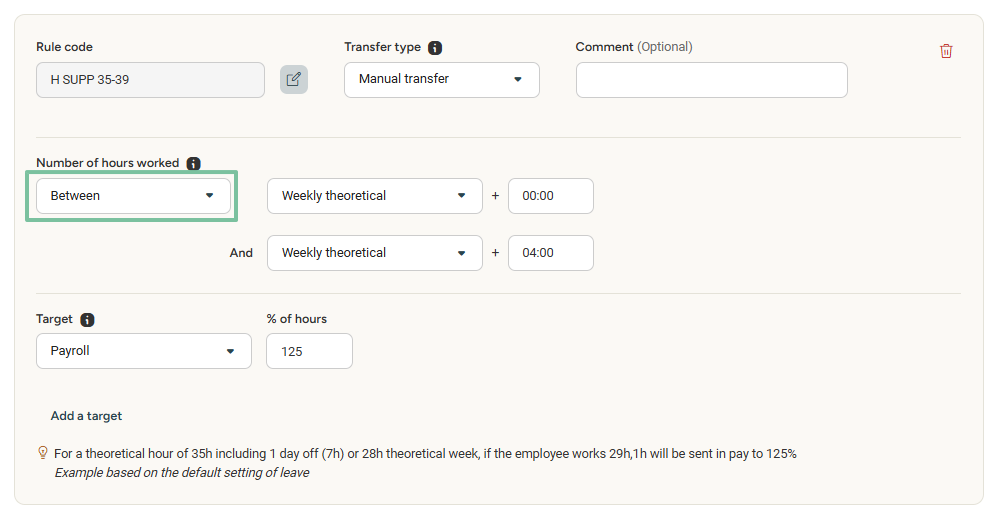 Rule code
Transfer type
Comment (Optional)
H SUPP 35-39
Manual transfer
Number of hours worked
Between
Weekly theoretical
+
00:00
And
Weekly theoretical
+
04:00
Target
% of hours
Payroll
125
Add a target
For a theoretical hour of 35h including 1 day off (7h) or 28h theoretical week, if the employee works 29h,1h will be sent in pay to 125%
Example based on the default setting of leave